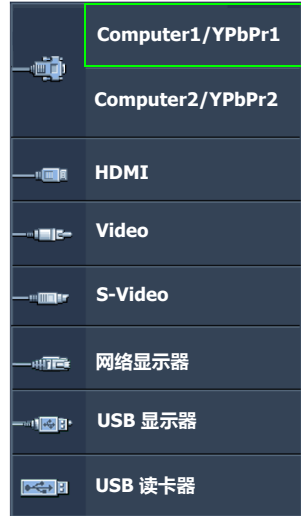 Computer1/YPbPr1
Computer2/YPbPr2
HDMI
Video
S-Video
网络显示器
USB 显示器
USB 读卡器